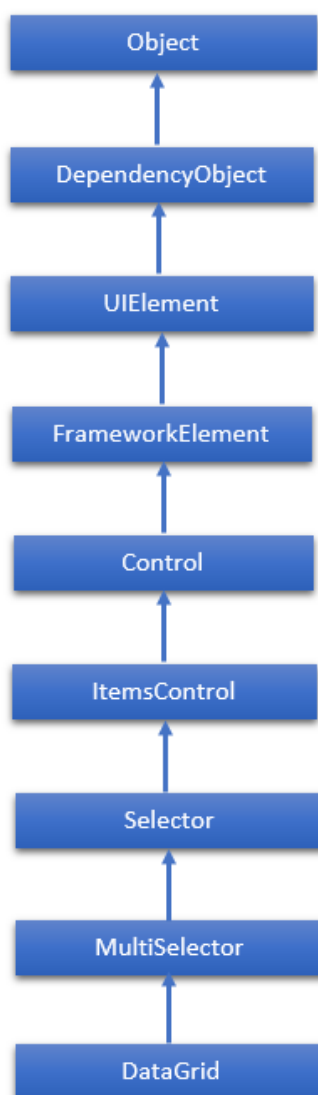 Object
DependencyObject
UIElement
FrameworkElement
Control
ItemsControl
Selector
MultiSelector
DataGrid